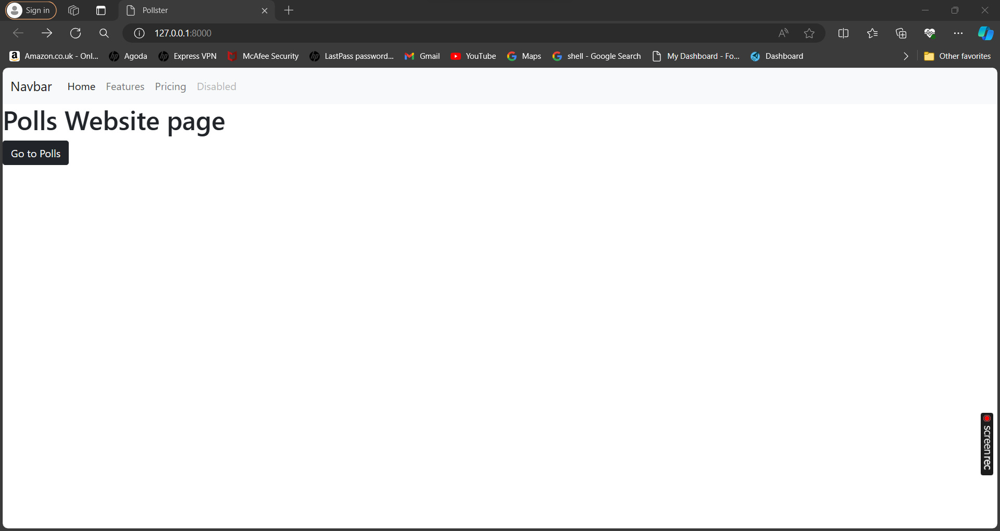 Sign in
Pollster
127.0.0.1:8000
Amazon.co.uk - Onl... Agoda Express VPN McAfee Security LastPass password... Gmail YouTube Maps shell - Google Search My Dashboard - Fo... Dashboard Other favorites
Navbar Home Features Pricing Disabled
Polls Website page
Go to Polls
screenrec